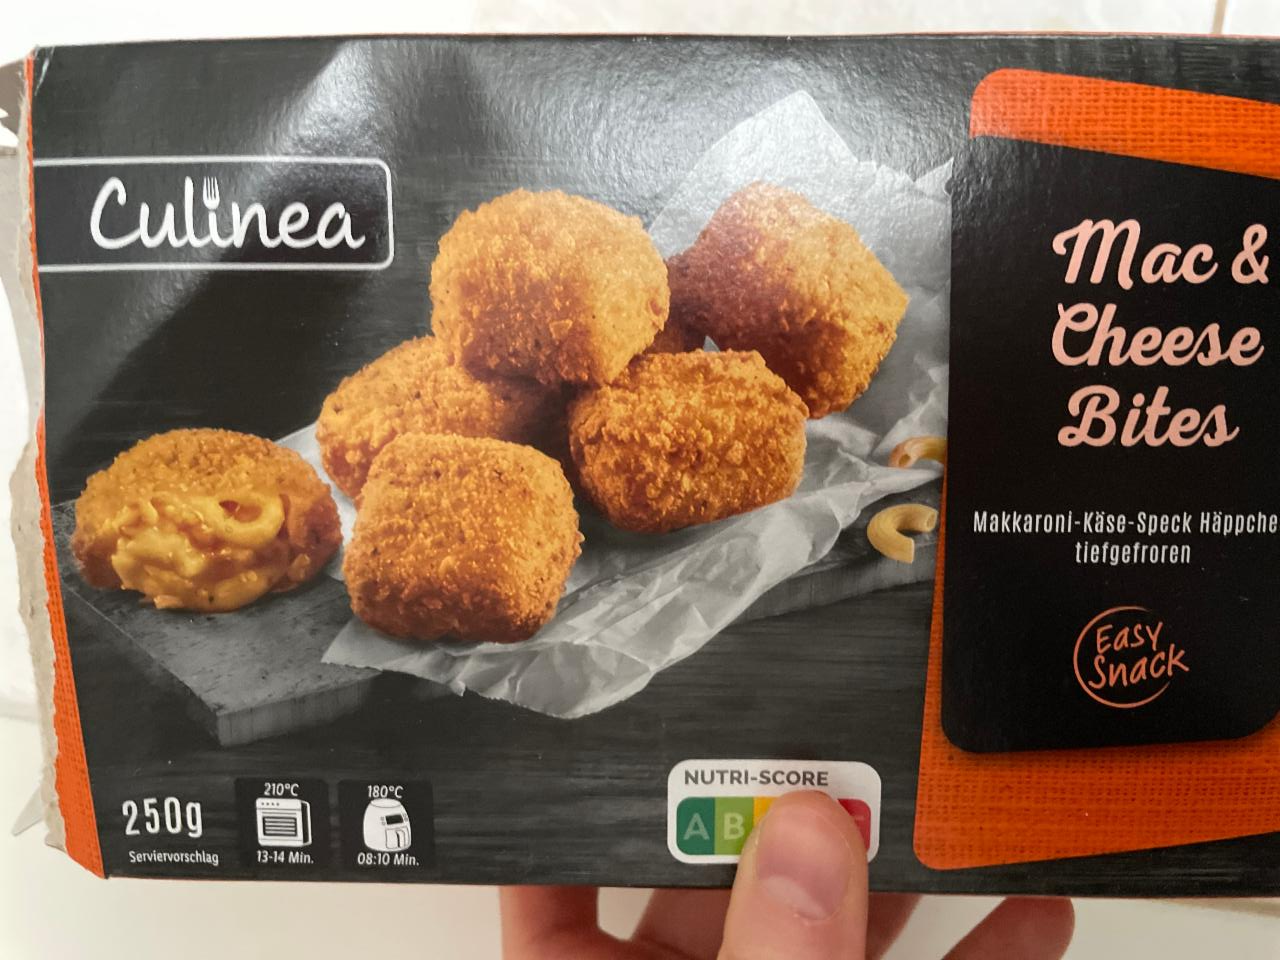 Culinea
Mac &
Cheese
Bites
Makkaroni-Käse-Speck
tiefgefroren
Easy
Snack
250g
Serviervorschlag
210°C
13-14 Min.
180°C
08:10 Min.
NUTRI-SCORE
A B